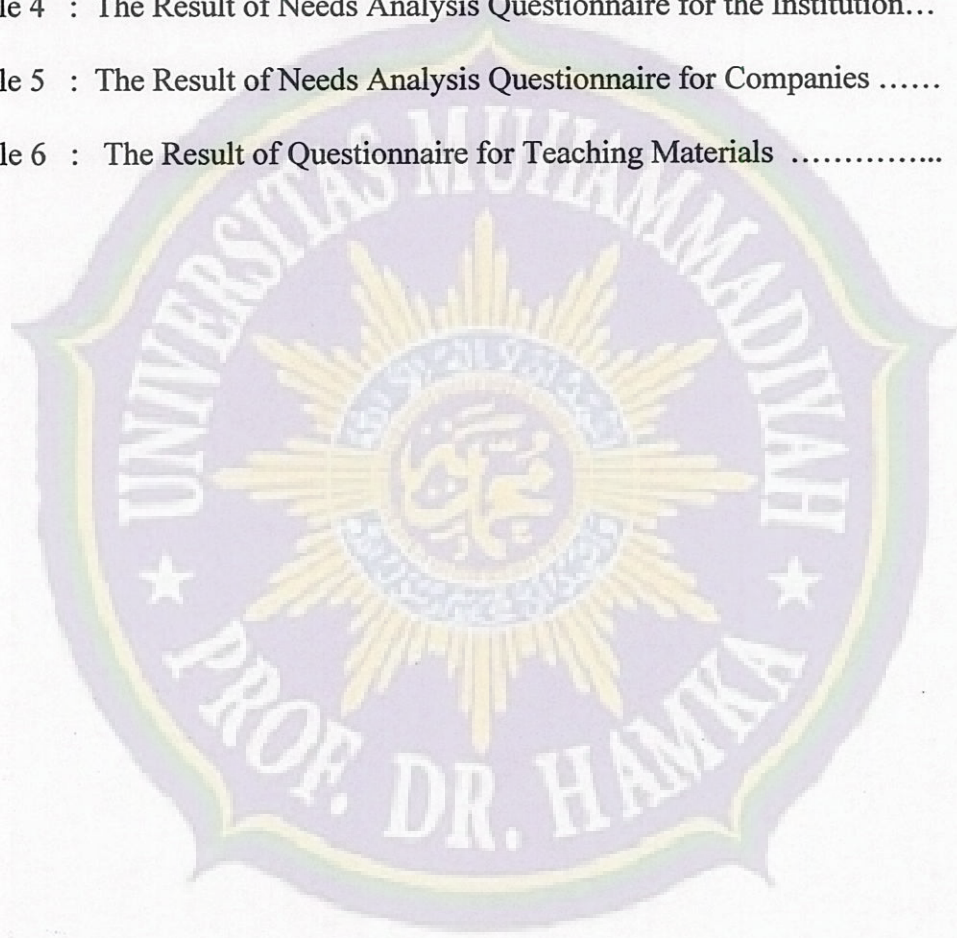 le 4 : The Result of Needs Analysis Questionnaire for the Institution...
le 5 : The Result of Needs Analysis Questionnaire for Companies ......
le 6 : The Result of Questionnaire for Teaching Materials ...............
UNIVERSITAS MUHAMMADIYAH
★ PROF. DR. HAMKA ★
محمد